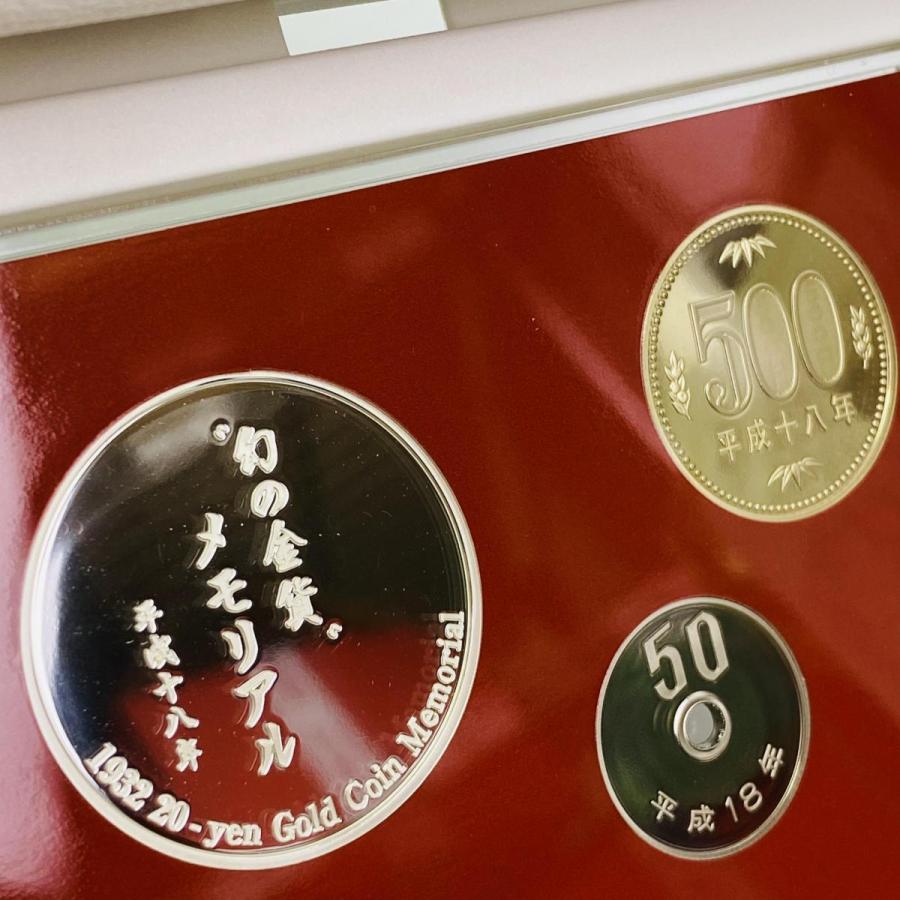 “幻の金貨”
メモリアル
平成十八年
1932 20-yen Gold Coin Memorial
500
平成十八年
50
平成18年